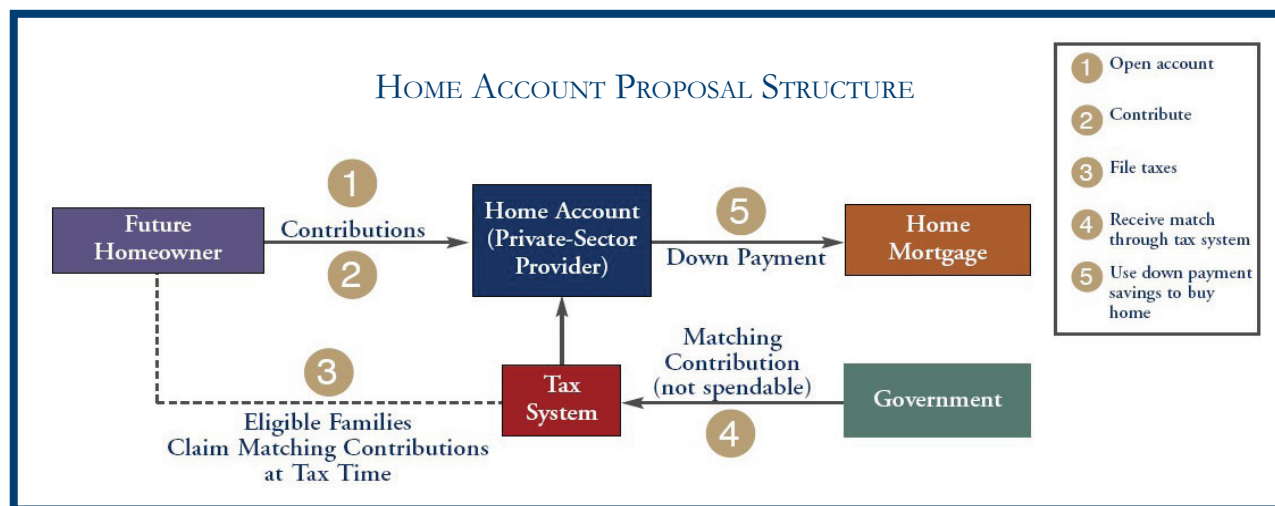 HOME ACCOUNT PROPOSAL STRUCTURE
1
Open account
2
Contribute
3
File taxes
4
Receive match
through tax system
5
Use down payment
savings to buy
home
Future
Homeowner
1
Contributions
2
Home Account
(Private-Sector
Provider)
5
Down Payment
Home
Mortgage
3
Eligible Families
Claim Matching Contributions
at Tax Time
Tax
System
Matching
Contribution
(not spendable)
4
Government